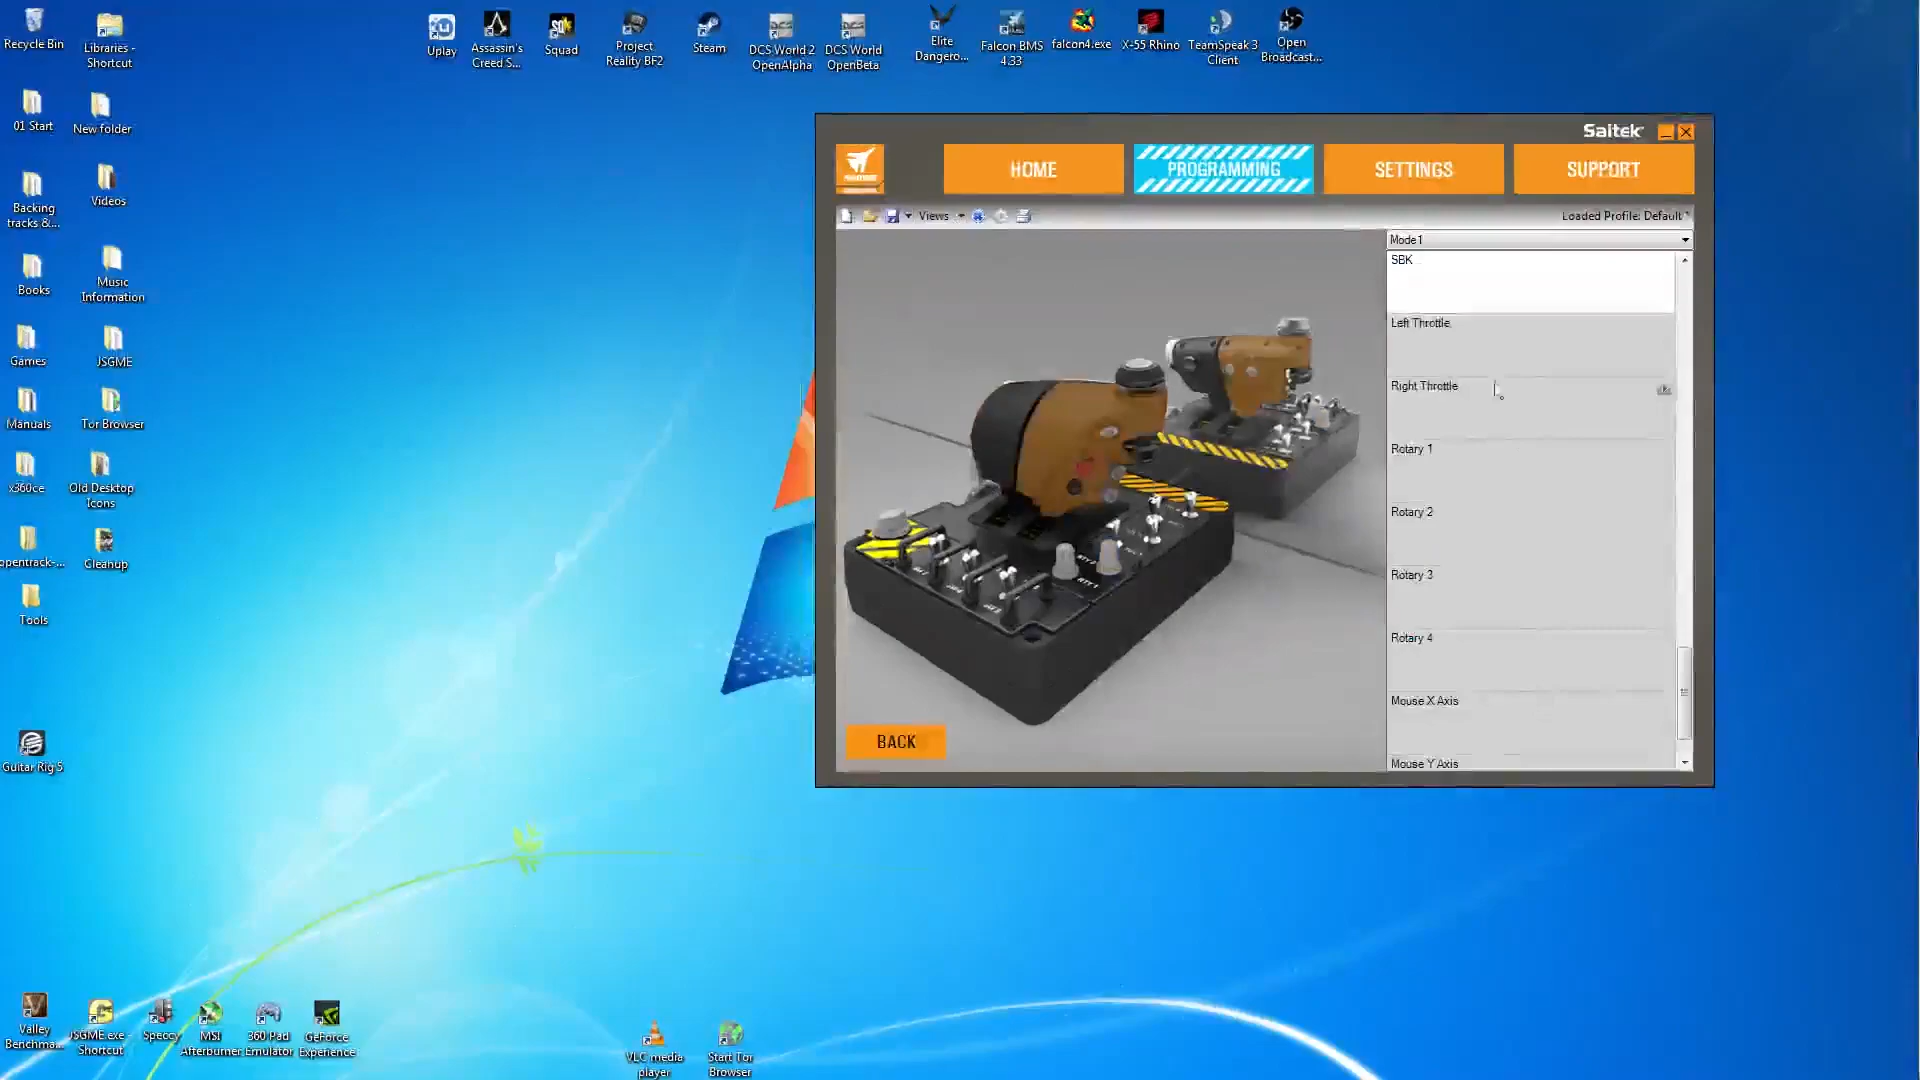 Recycle Bin
Libraries -
Shortcut
Uplay
Assassin's
Creed S...
Squad
Project
Reality BF2
Steam
DCS World 2
OpenAlpha
DCS World
OpenBeta
Elite
Dangero...
Falcon BMS
4.33
falcon4.exe
X-55 Rhino
TeamSpeak 3
Client
Open
Broadcast...
01 Start
New folder
Backing
tracks &...
Videos
Books
Music
Information
Games
JSGME
Manuals
Tor Browser
x360ce
Old Desktop
Icons
opentrack-...
Cleanup
Tools
Guitar Rig 5
Valley
Benchma...
JSGME.exe -
Shortcut
Speccy
MSI
Afterburner
360 Pad
Emulator
GeForce
Experience
VLC media
player
Start Tor
Browser
Saitek
HOME
PROGRAMMING
SETTINGS
SUPPORT
Views
Loaded Profile: Default *
Mode1
SBK
Left Throttle
Right Throttle
Rotary 1
Rotary 2
Rotary 3
Rotary 4
Mouse X Axis
Mouse Y Axis
BACK